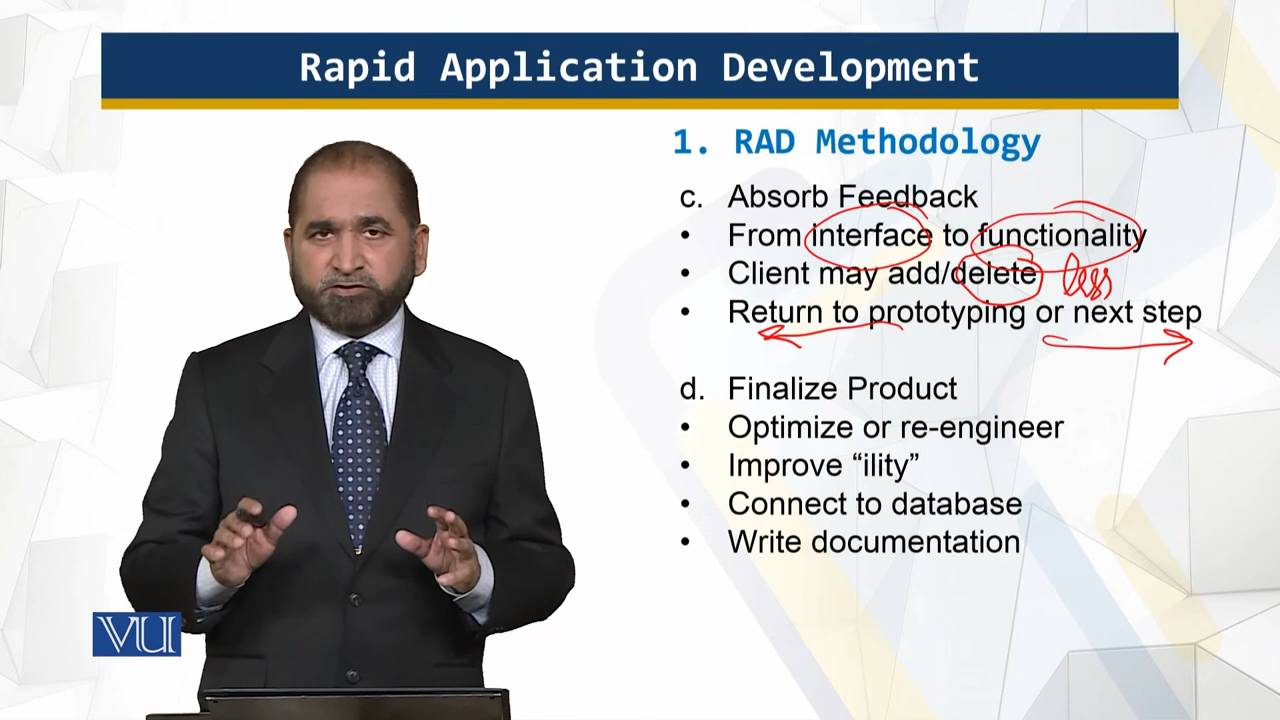 Rapid Application Development
1. RAD Methodology
c. Absorb Feedback
• From interface to functionality
• Client may add/delete less
• Return to prototyping or next step
d. Finalize Product
• Optimize or re-engineer
• Improve “ility”
• Connect to database
• Write documentation
VU